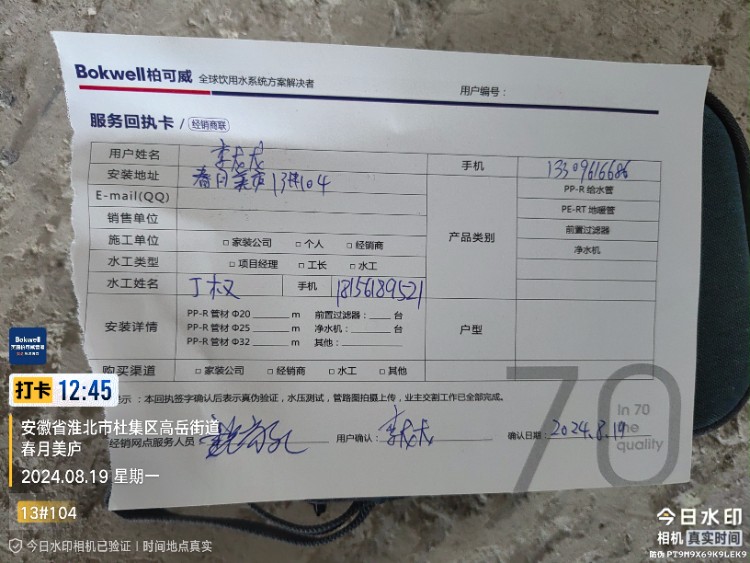 Bokwell柏可威 全球饮用水系统方案解决者
用户编号：
服务回执卡 / 经销商联
用户姓名 李龙龙 手机 13309616686
安装地址 春月美庐13#104
E-mail(QQ)
产品类别
PP-R 给水管
PE-RT 地暖管
前置过滤器
净水机
销售单位
施工单位 □ 家装公司 □ 个人 □ 经销商
水工类型 □ 项目经理 □ 工长 □ 水工
水工姓名 丁权 手机 18156189521
安装详情
PP-R 管材 Φ20 ______ m 前置过滤器：____ 台
PP-R 管材 Φ25 ______ m 净水机：____ 台
PP-R 管材 Φ32 ______ m 其他：
户型
购买渠道 □ 家装公司 □ 经销商 □ 水工 □ 其他
示：本回执签字确认后表示真伪验证，水压测试，管路图拍摄上传，业主交割工作已全部完成。
经销网点服务人员
用户确认：李龙龙
确认日期：2024.8.19
70
In 70
the
quality
Bokwell
打卡 12:45
安徽省淮北市杜集区高岳街道
春月美庐
2024.08.19 星期一
13#104
今日水印相机已验证 | 时间地点真实
今日水印
相机 真实时间
防伪 PT9M9X69K9LEK9